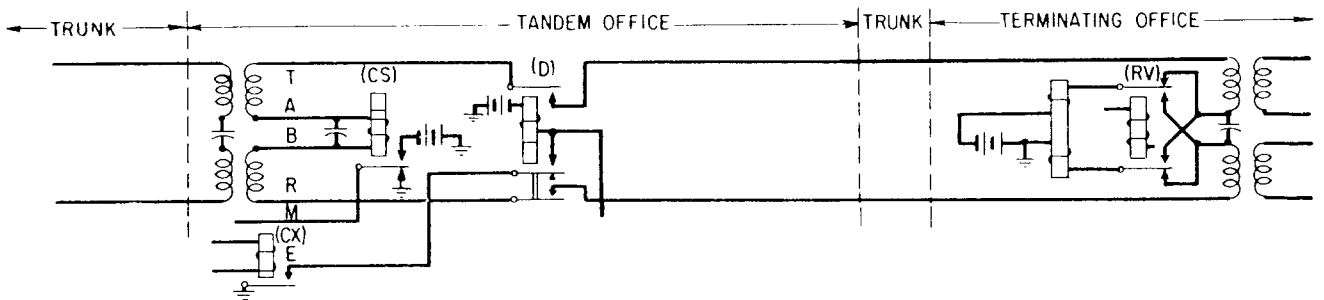 TRUNK TANDEM OFFICE TRUNK TERMINATING OFFICE
T (CS) (D) (RV)
A
B
R
M
(CX)
E